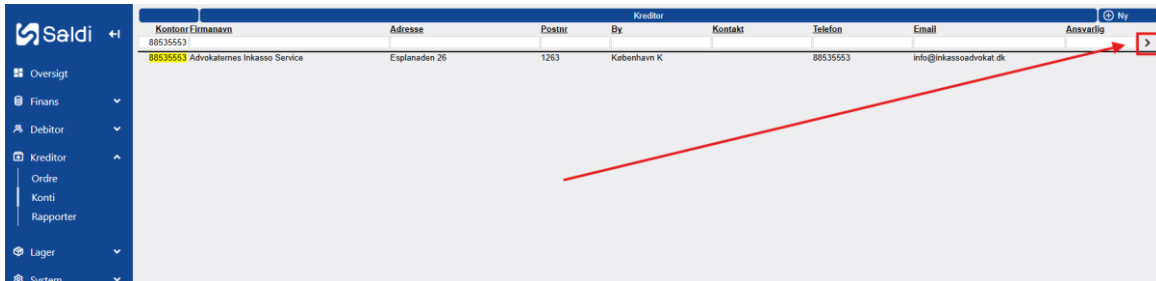 Saldi
Oversigt
Finans
Debitor
Kreditor
Ordre
Konti
Rapporter
Lager
System
Kreditor
Ny
Kontonr Firmanavn Adresse Postnr By Kontakt Telefon Email Ansvarlig
88535553
88535553 Advokaternes Inkasso Service Esplanaden 26 1263 København K 88535553 info@inkassoadvokat.dk